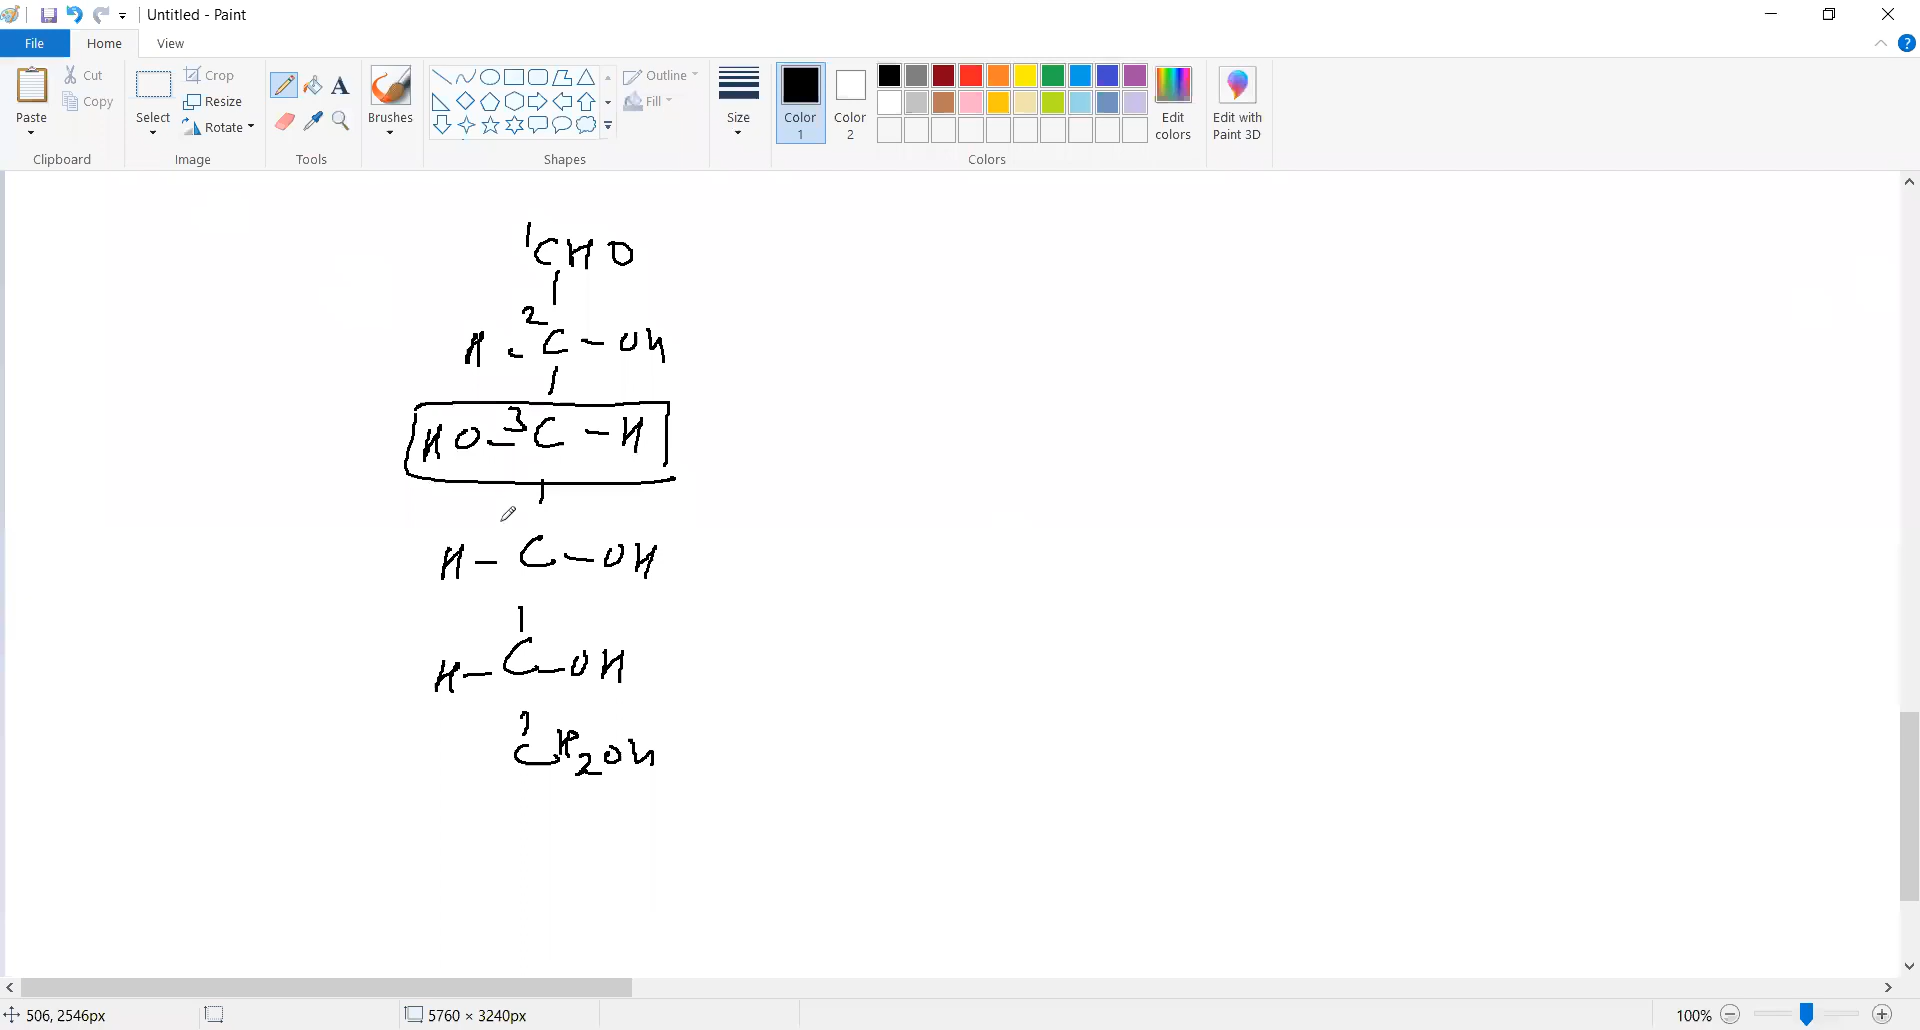 Untitled - Paint
File Home View
Paste Cut Copy Clipboard
Select Crop Resize Rotate Image
Tools
Brushes
Outline Fill Shapes
Size
Color 1 Color 2 Colors
Edit colors
Edit with Paint 3D
1CHO
H - 2C - OH
HO - 3C - H
H - C - OH
H - C - OH
CH2OH
506, 2546px 5760 × 3240px 100%